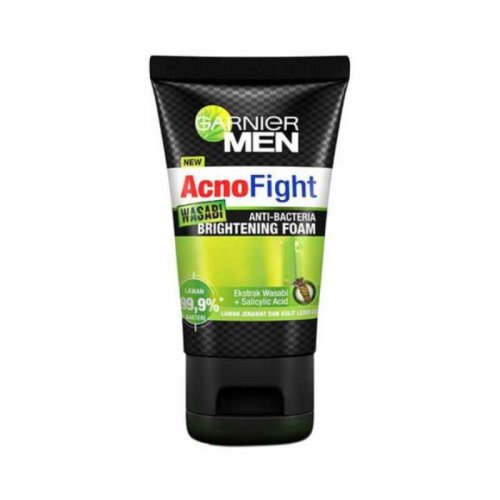 GARNIER
MEN
NEW
AcnoFight
WASABI
ANTI-BACTERIA
BRIGHTENING FOAM
LAWAN
99,9%*
BAKTERI
Ekstrak Wasabi
+ Salicylic Acid
LAWAN JERAWAT DAN KULIT